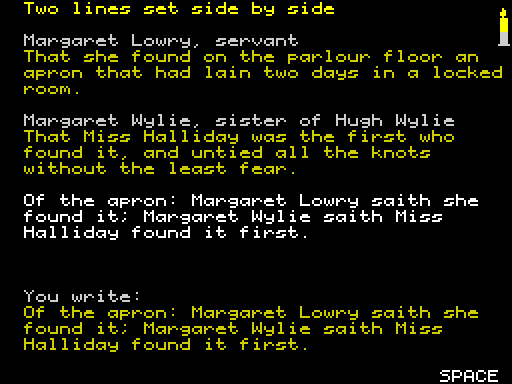 Two lines set side by side
Margaret Lowry, servant
That she found on the parlour floor an
apron that had lain two days in a locked
room.
Margaret Wylie, sister of Hugh Wylie
That Miss Halliday was the first who
found it, and untied all the knots
without the least fear.
Of the apron: Margaret Lowry saith she
found it; Margaret Wylie saith Miss
Halliday found it first.
You write:
Of the apron: Margaret Lowry saith she
found it; Margaret Wylie saith Miss
Halliday found it first.
SPACE